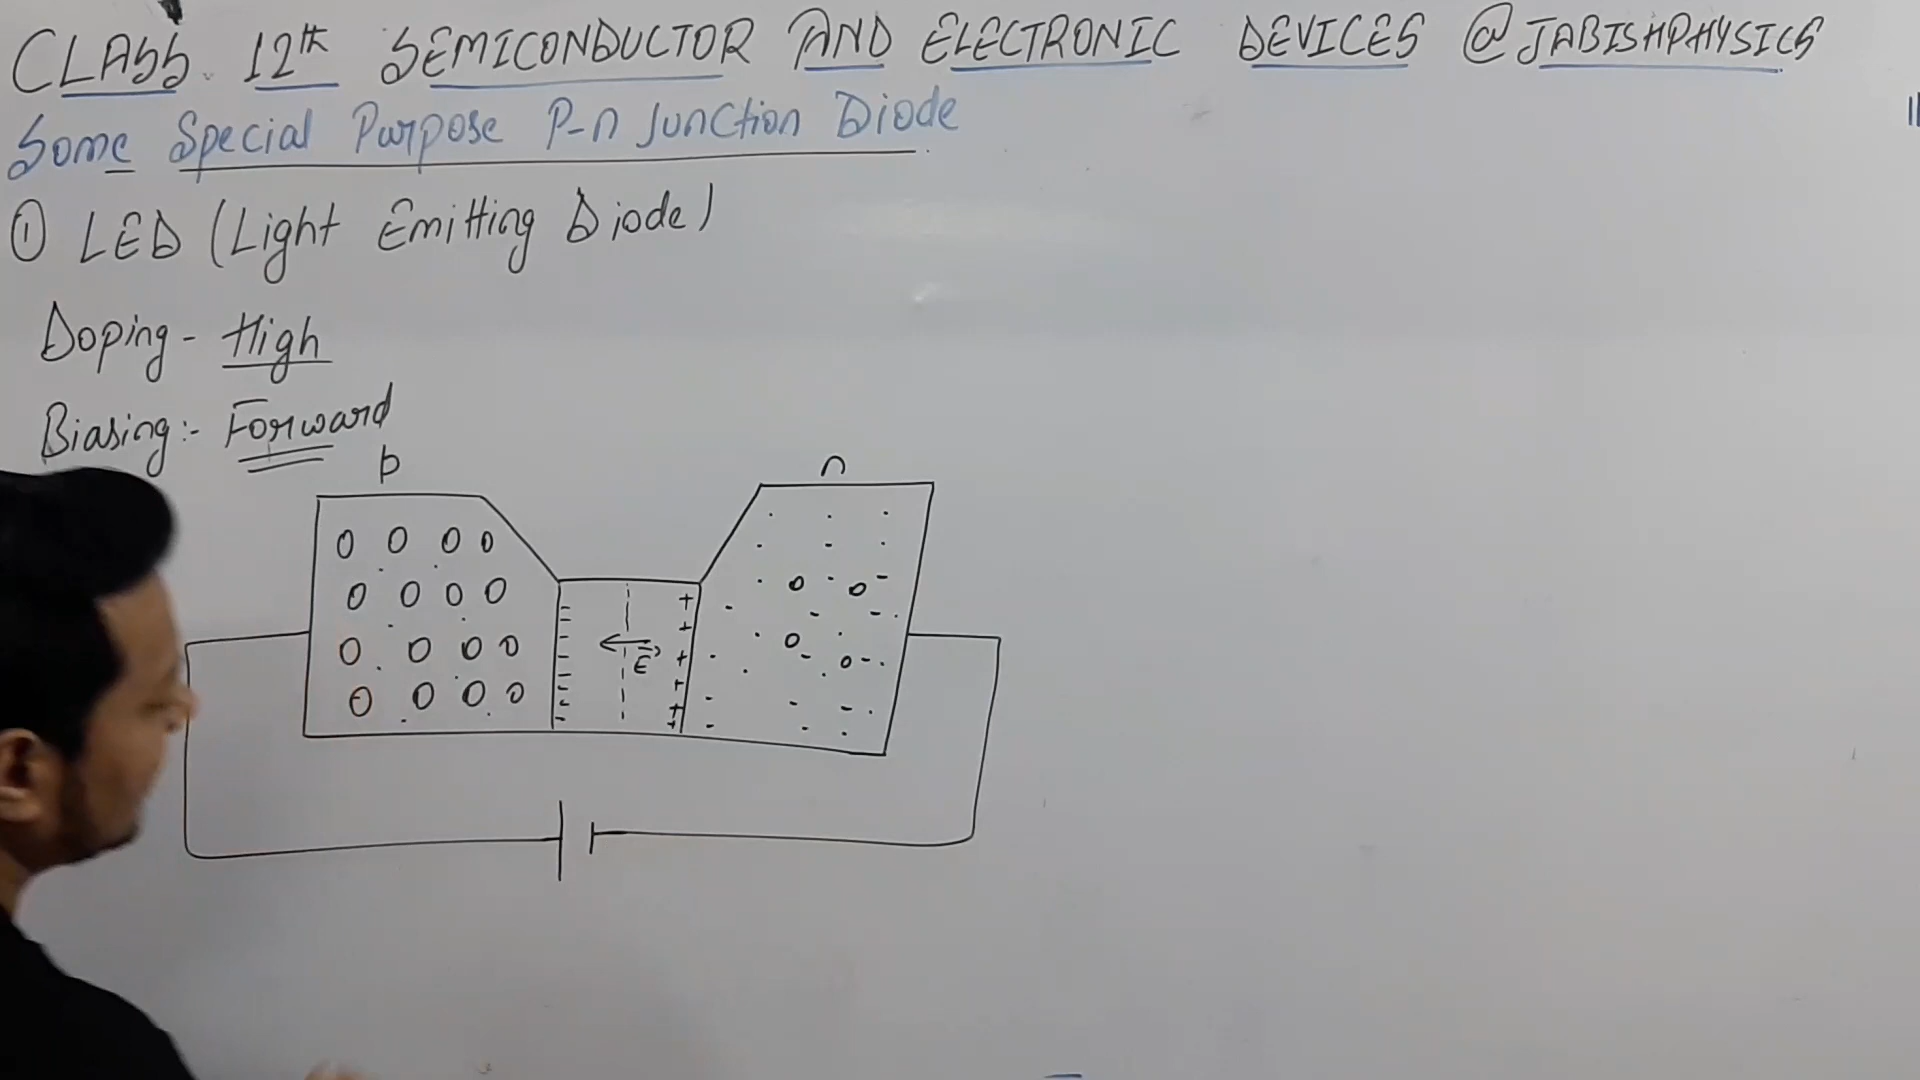 CLASS 12th SEMICONDUCTOR AND ELECTRONIC DEVICES @JABISHPHYSICS
Some Special Purpose P-n Junction Diode
① LED (Light Emitting Diode)
Doping - High
Biasing:- Forward
p n
E